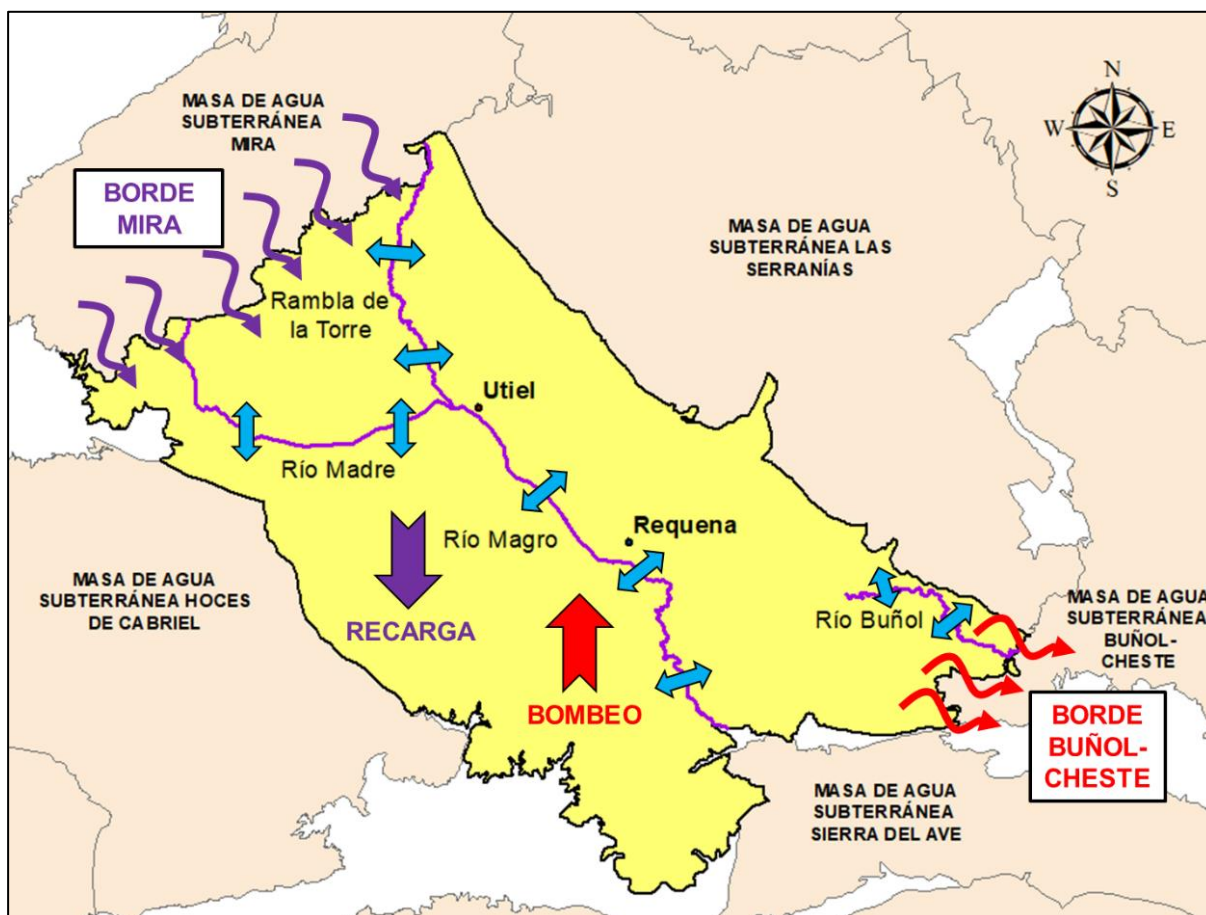 MASA DE AGUA
SUBTERRÁNEA
MIRA
N
W
E
S
BORDE
MIRA
MASA DE AGUA
SUBTERRÁNEA LAS
SERRANÍAS
Rambla de
la Torre
Utiel
Río Madre
Río Magro
Requena
MASA DE AGUA
SUBTERRÁNEA HOCES
DE CABRIEL
RECARGA
BOMBEO
Río Buñol
MASA DE AGUA
SUBTERRÁNEA
BUÑOL-
CHESTE
BORDE
BUÑOL-
CHESTE
MASA DE AGUA
SUBTERRÁNEA
SIERRA DEL AVE